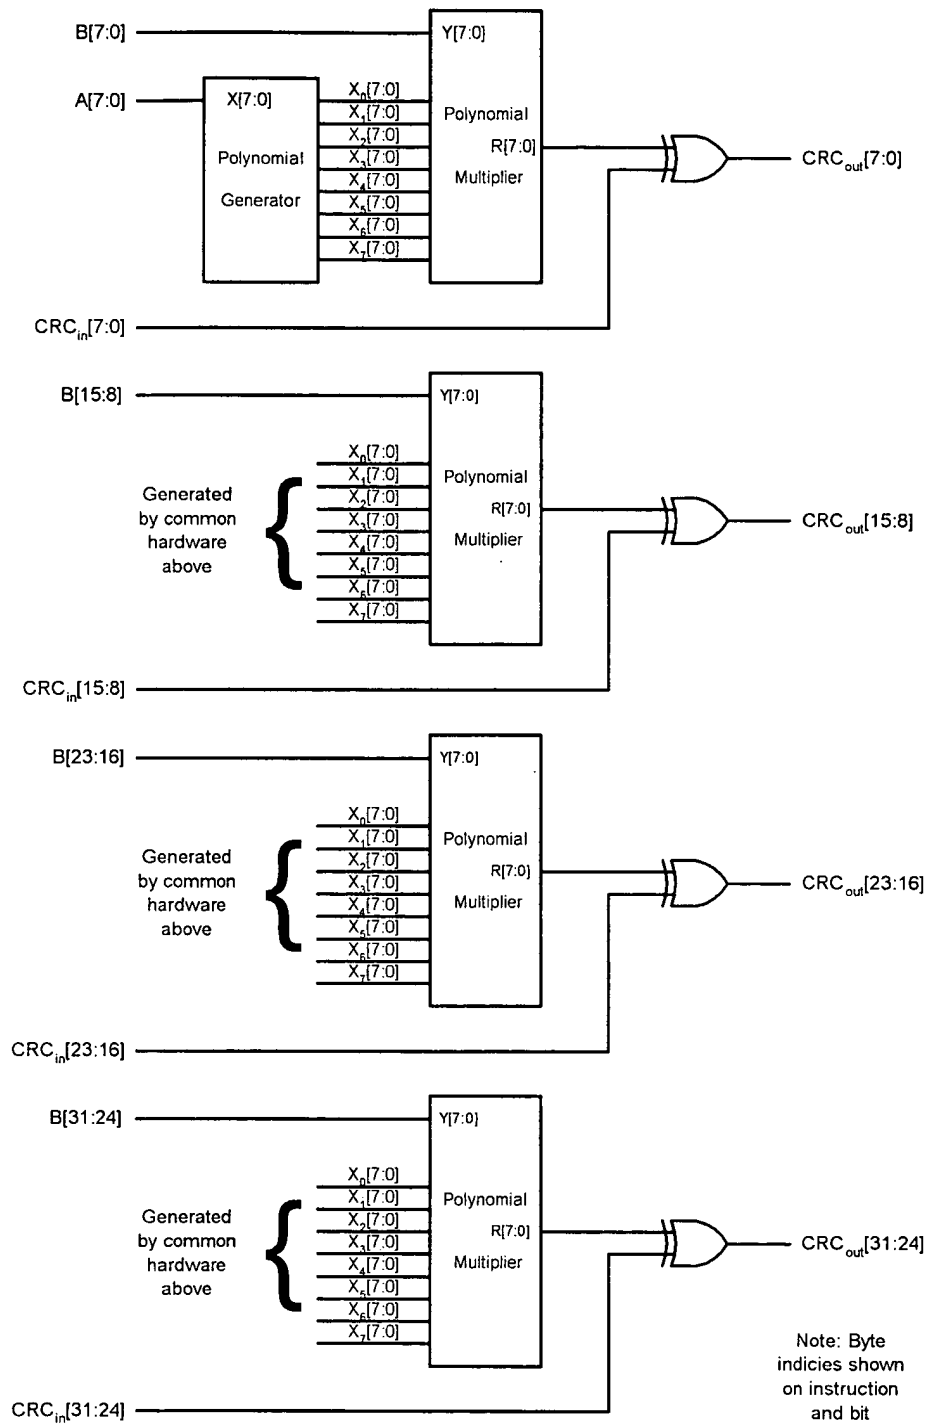 B[7:0]
Y[7:0]
A[7:0]
X[7:0]
Polynomial
Generator
X0[7:0]
X1[7:0]
X2[7:0]
X3[7:0]
X4[7:0]
X5[7:0]
X6[7:0]
X7[7:0]
Polynomial
R[7:0]
Multiplier
CRCout[7:0]
CRCin[7:0]
B[15:8]
Y[7:0]
Generated
by common
hardware
above
{
X0[7:0]
X1[7:0]
X2[7:0]
X3[7:0]
X4[7:0]
X5[7:0]
X6[7:0]
X7[7:0]
Polynomial
R[7:0]
Multiplier
CRCout[15:8]
CRCin[15:8]
B[23:16]
Y[7:0]
Generated
by common
hardware
above
{
X0[7:0]
X1[7:0]
X2[7:0]
X3[7:0]
X4[7:0]
X5[7:0]
X6[7:0]
X7[7:0]
Polynomial
R[7:0]
Multiplier
CRCout[23:16]
CRCin[23:16]
B[31:24]
Y[7:0]
Generated
by common
hardware
above
{
X0[7:0]
X1[7:0]
X2[7:0]
X3[7:0]
X4[7:0]
X5[7:0]
X6[7:0]
X7[7:0]
Polynomial
R[7:0]
Multiplier
CRCout[31:24]
CRCin[31:24]
Note: Byte
indicies shown
on instruction
and bit